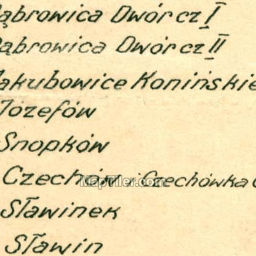 Dąbrowica Dwór cz I
Dąbrowica Dwór cz II
Jakubowice Konińskie
Józefów
Snopków
Czechów i Czechówka
Sławinek
Sławin